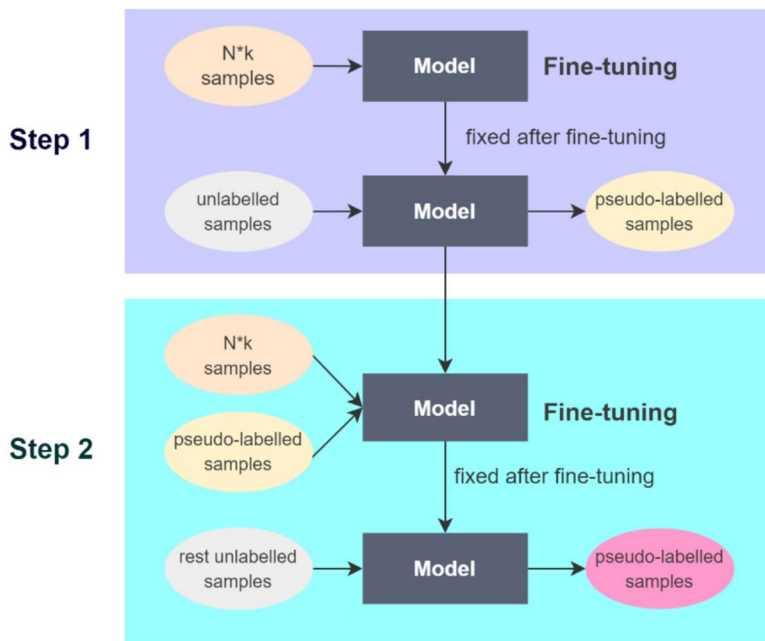 N*k
samples
Model
Fine-tuning
Step 1
fixed after fine-tuning
unlabelled
samples
Model
pseudo-labelled
samples
N*k
samples
Model
Fine-tuning
Step 2
pseudo-labelled
samples
fixed after fine-tuning
rest unlabelled
samples
Model
pseudo-labelled
samples